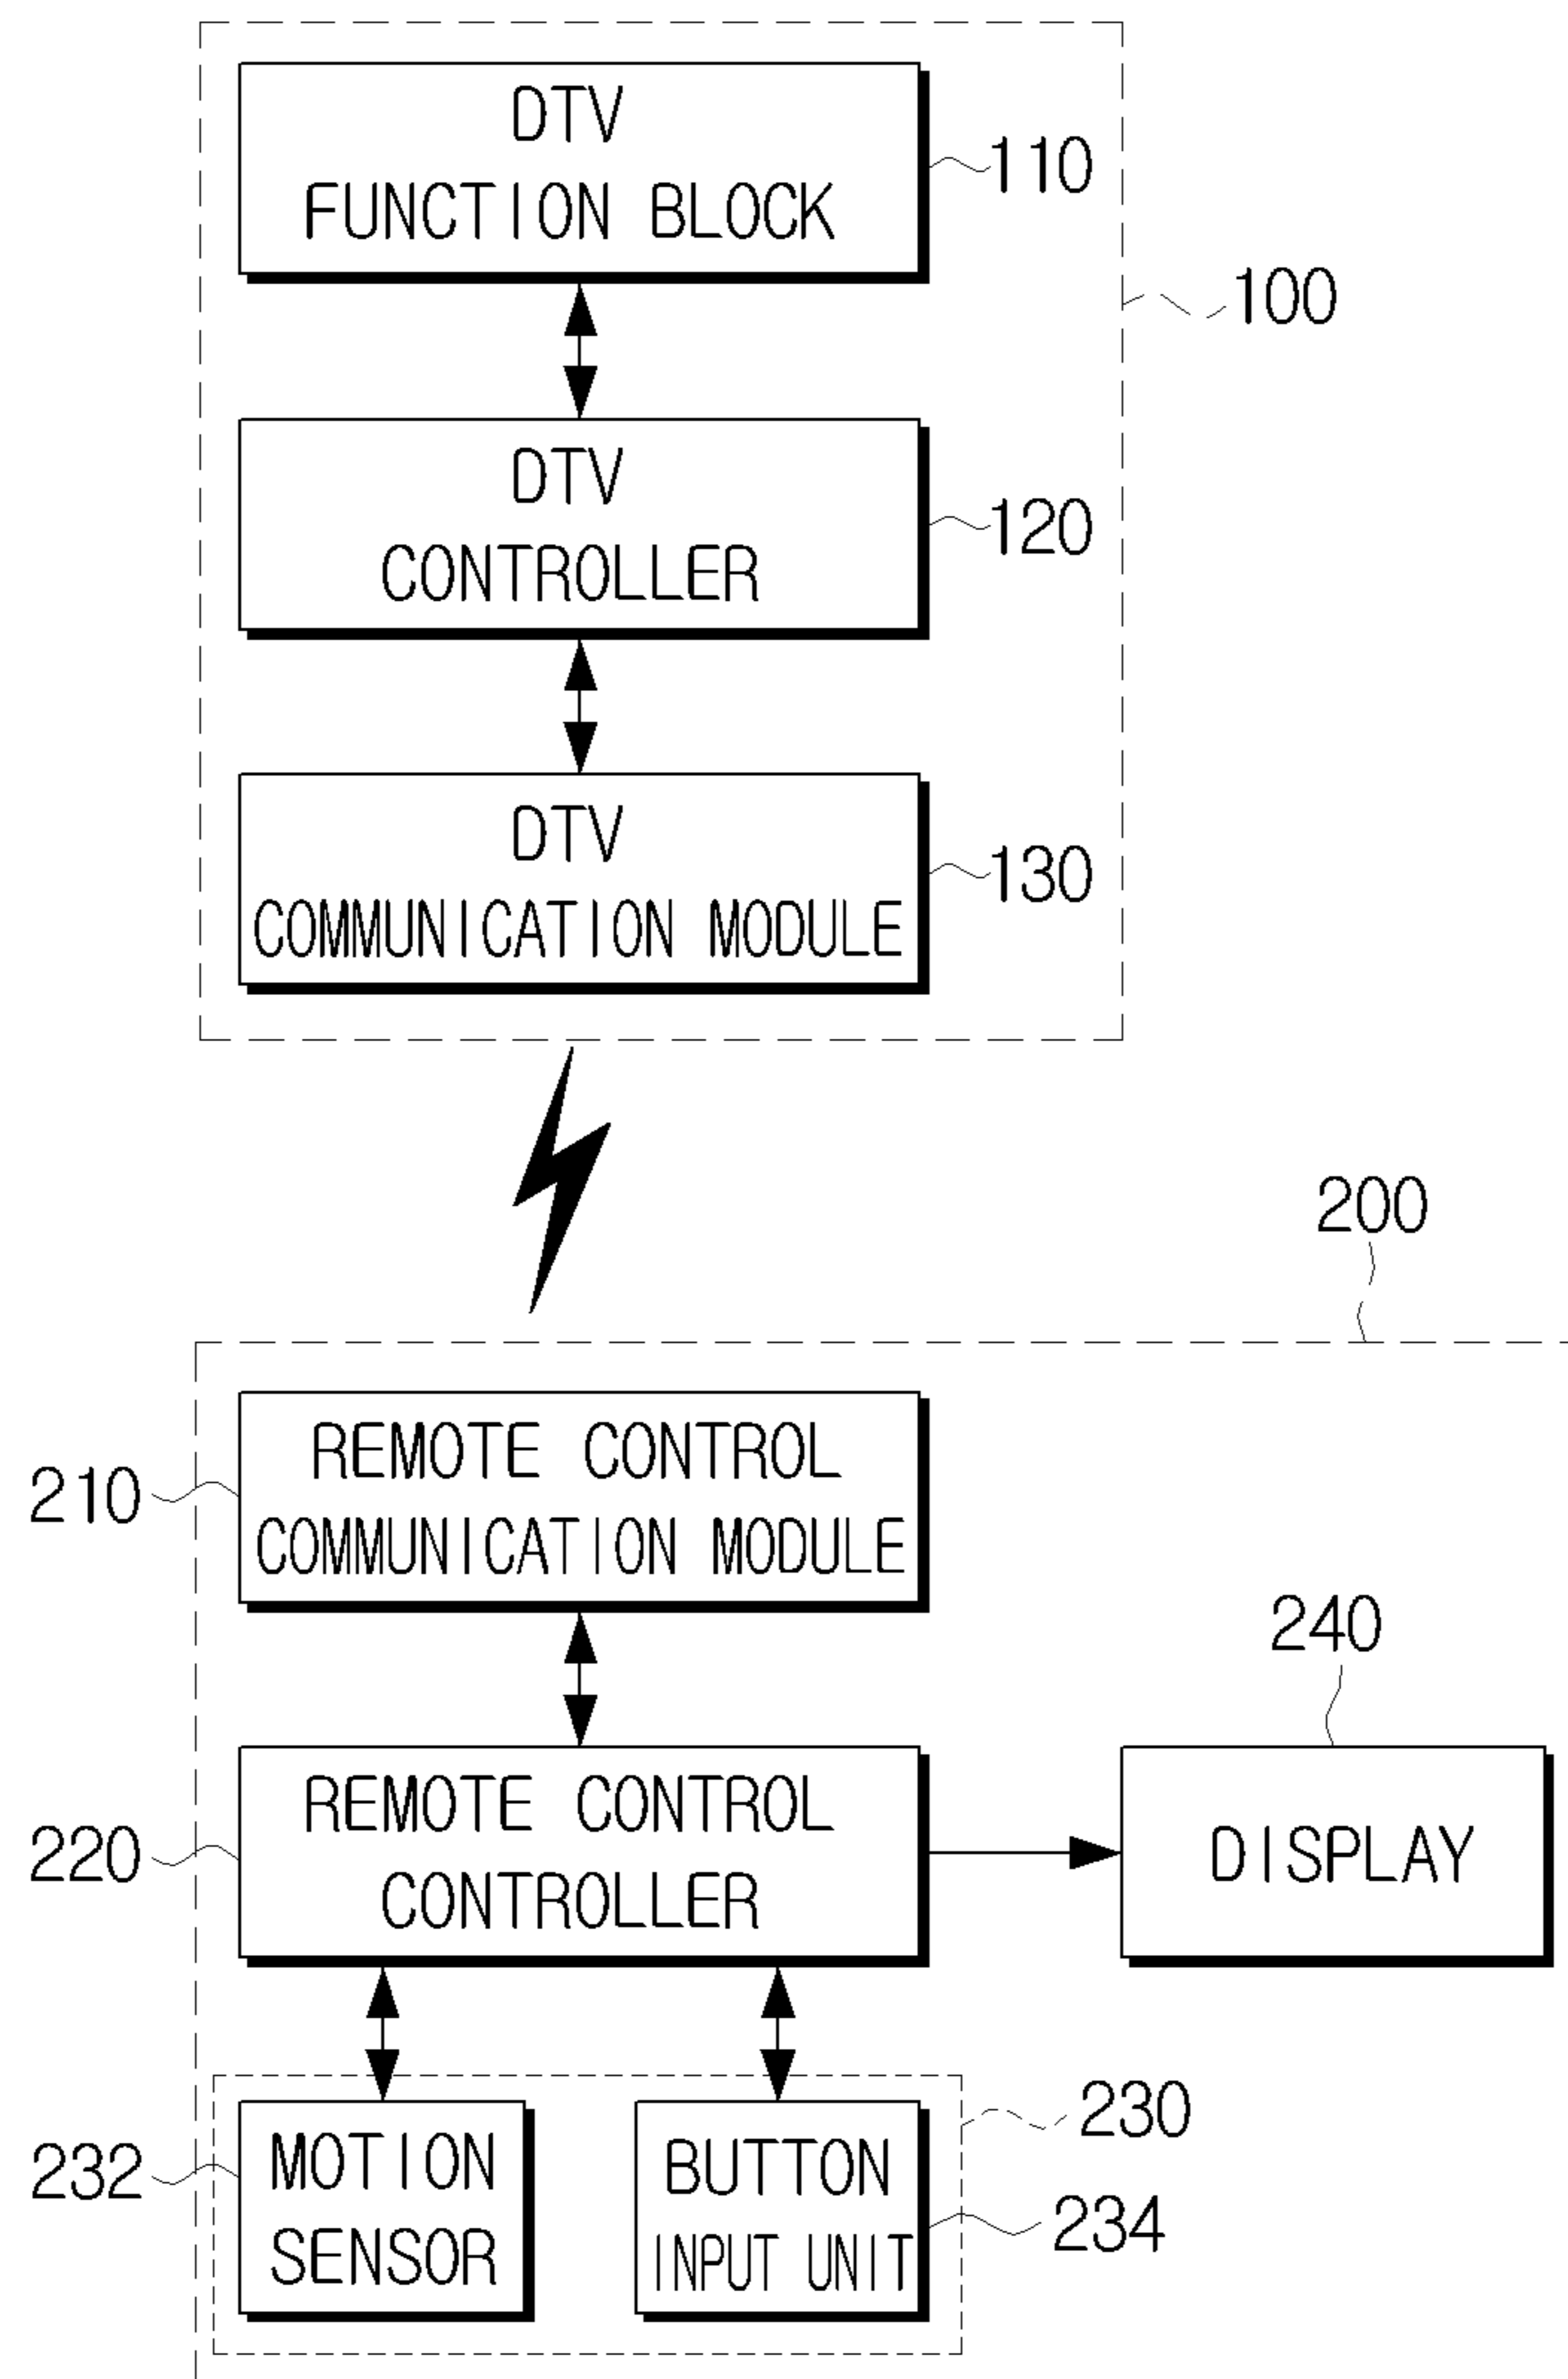 DTV
FUNCTION BLOCK
110
100
DTV
CONTROLLER
120
DTV
COMMUNICATION MODULE
130
200
REMOTE CONTROL
COMMUNICATION MODULE
210
240
REMOTE CONTROL
CONTROLLER
220
DISPLAY
230
MOTION
SENSOR
232
BUTTON
INPUT UNIT
234